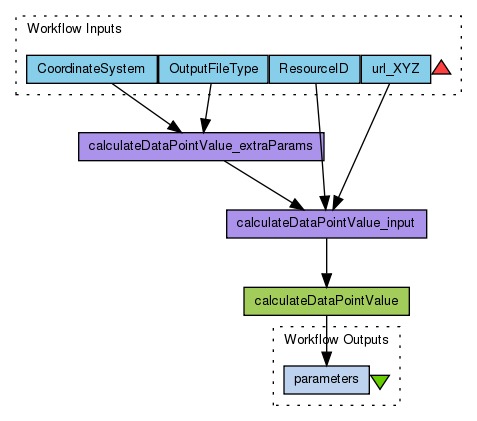 Workflow Inputs
CoordinateSystem OutputFileType ResourceID url_XYZ
calculateDataPointValue_extraParams
calculateDataPointValue_input
calculateDataPointValue
Workflow Outputs
parameters